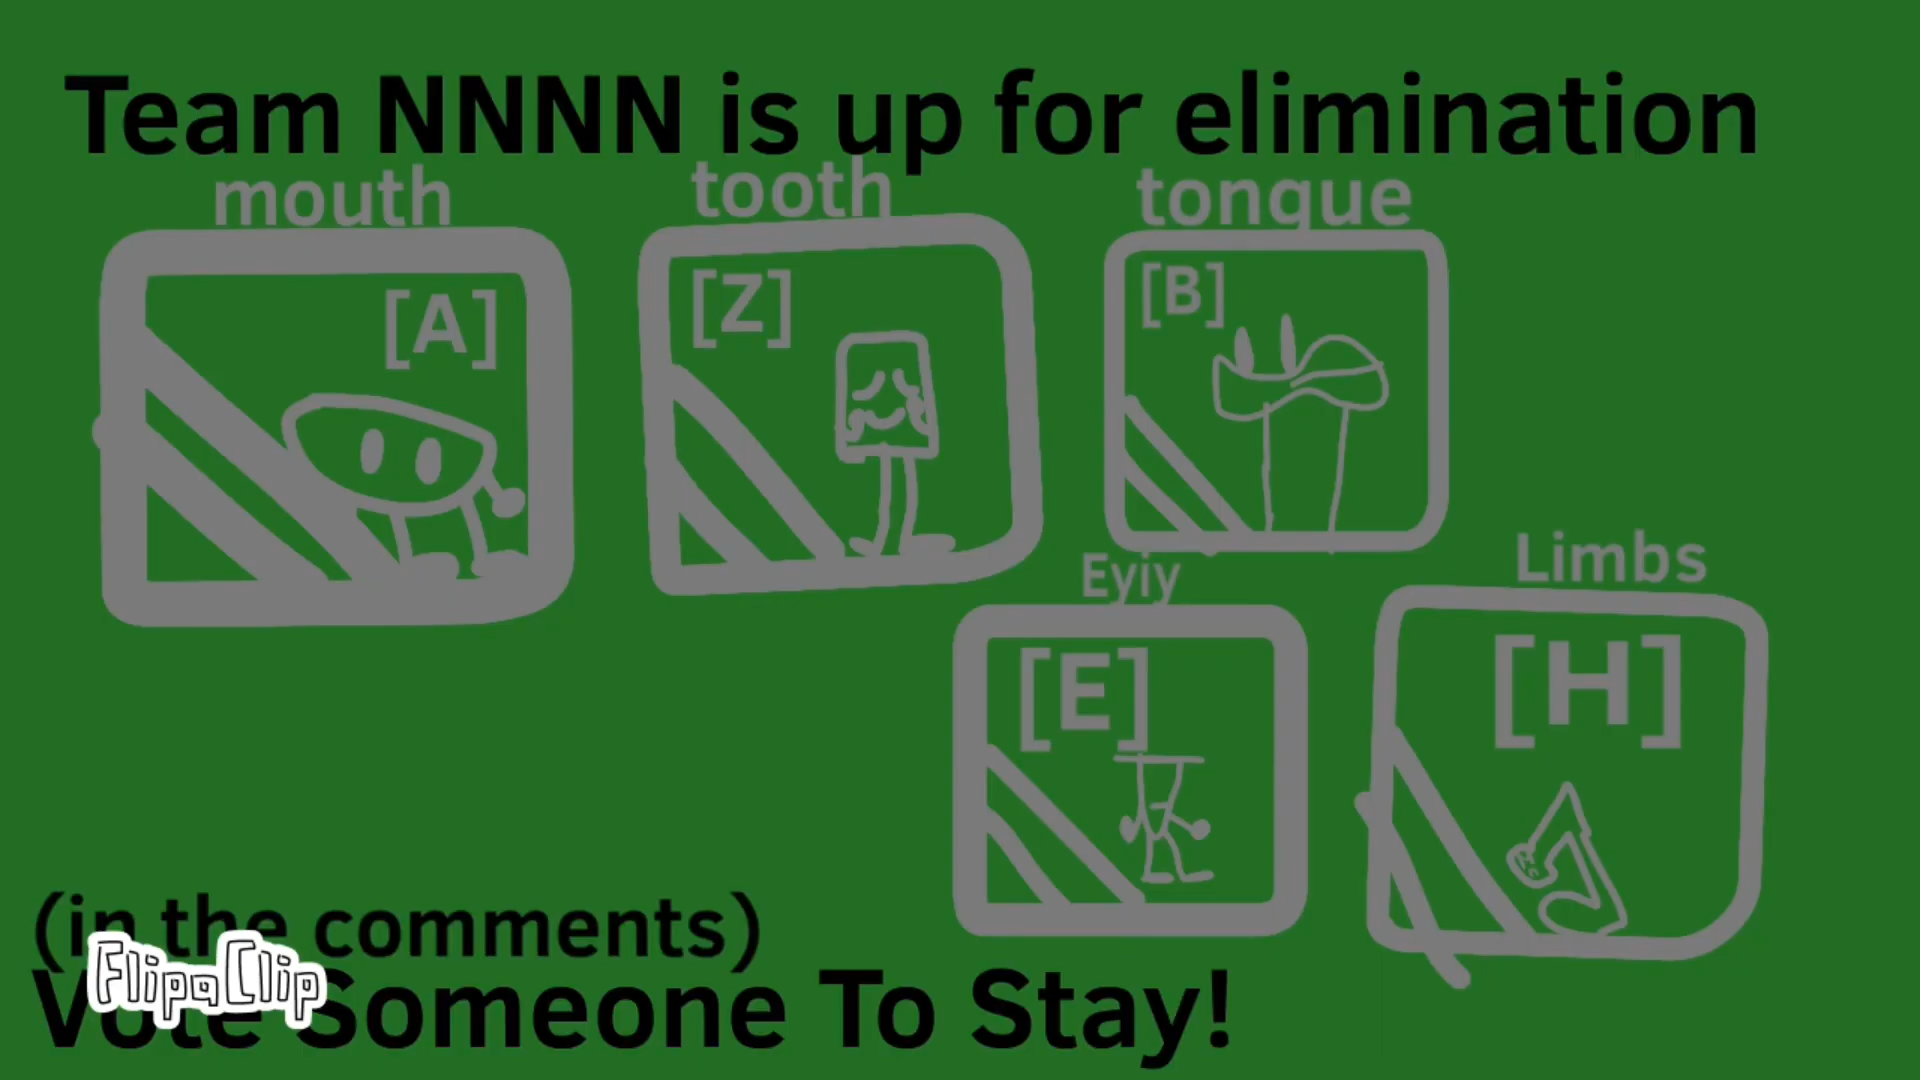 Team NNNN is up for elimination
mouth
tooth
tongue
[A]
[Z]
[B]
Eyiy
Limbs
[E]
[H]
(in the comments)
Vote Someone To Stay!
FlipaClip